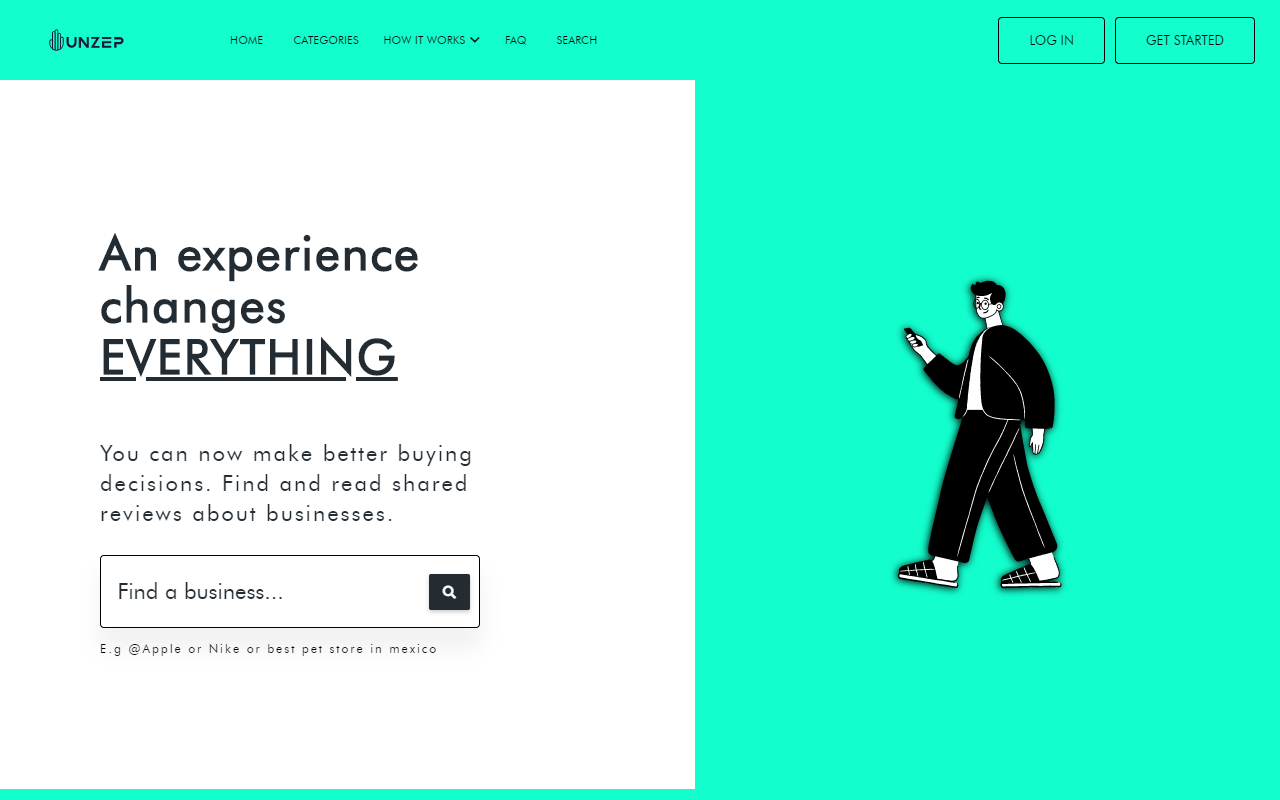 UNZEP
HOME
CATEGORIES
HOW IT WORKS
FAQ
SEARCH
LOG IN
GET STARTED
An experience
changes
EVERYTHING
You can now make better buying
decisions. Find and read shared
reviews about businesses.
Find a business...
E.g @Apple or Nike or best pet store in mexico